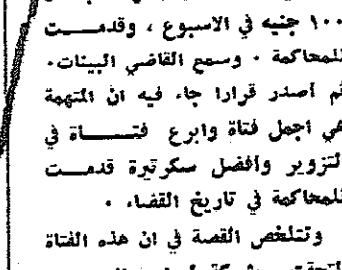 ١٠٠ جنيه في الاسبوع ، وقدمت
للمحاكمة . وسمع القاضي البينات .
ثم أصدر قرارا جاء فيه ان المتهمة
هي اجمل فتاة وابرع فتاة في
التزوير وافضل سكرتيرة قدمت
للمحاكمة في تاريخ القضاء .
وتتلخص القصة في ان هذه الفتاة